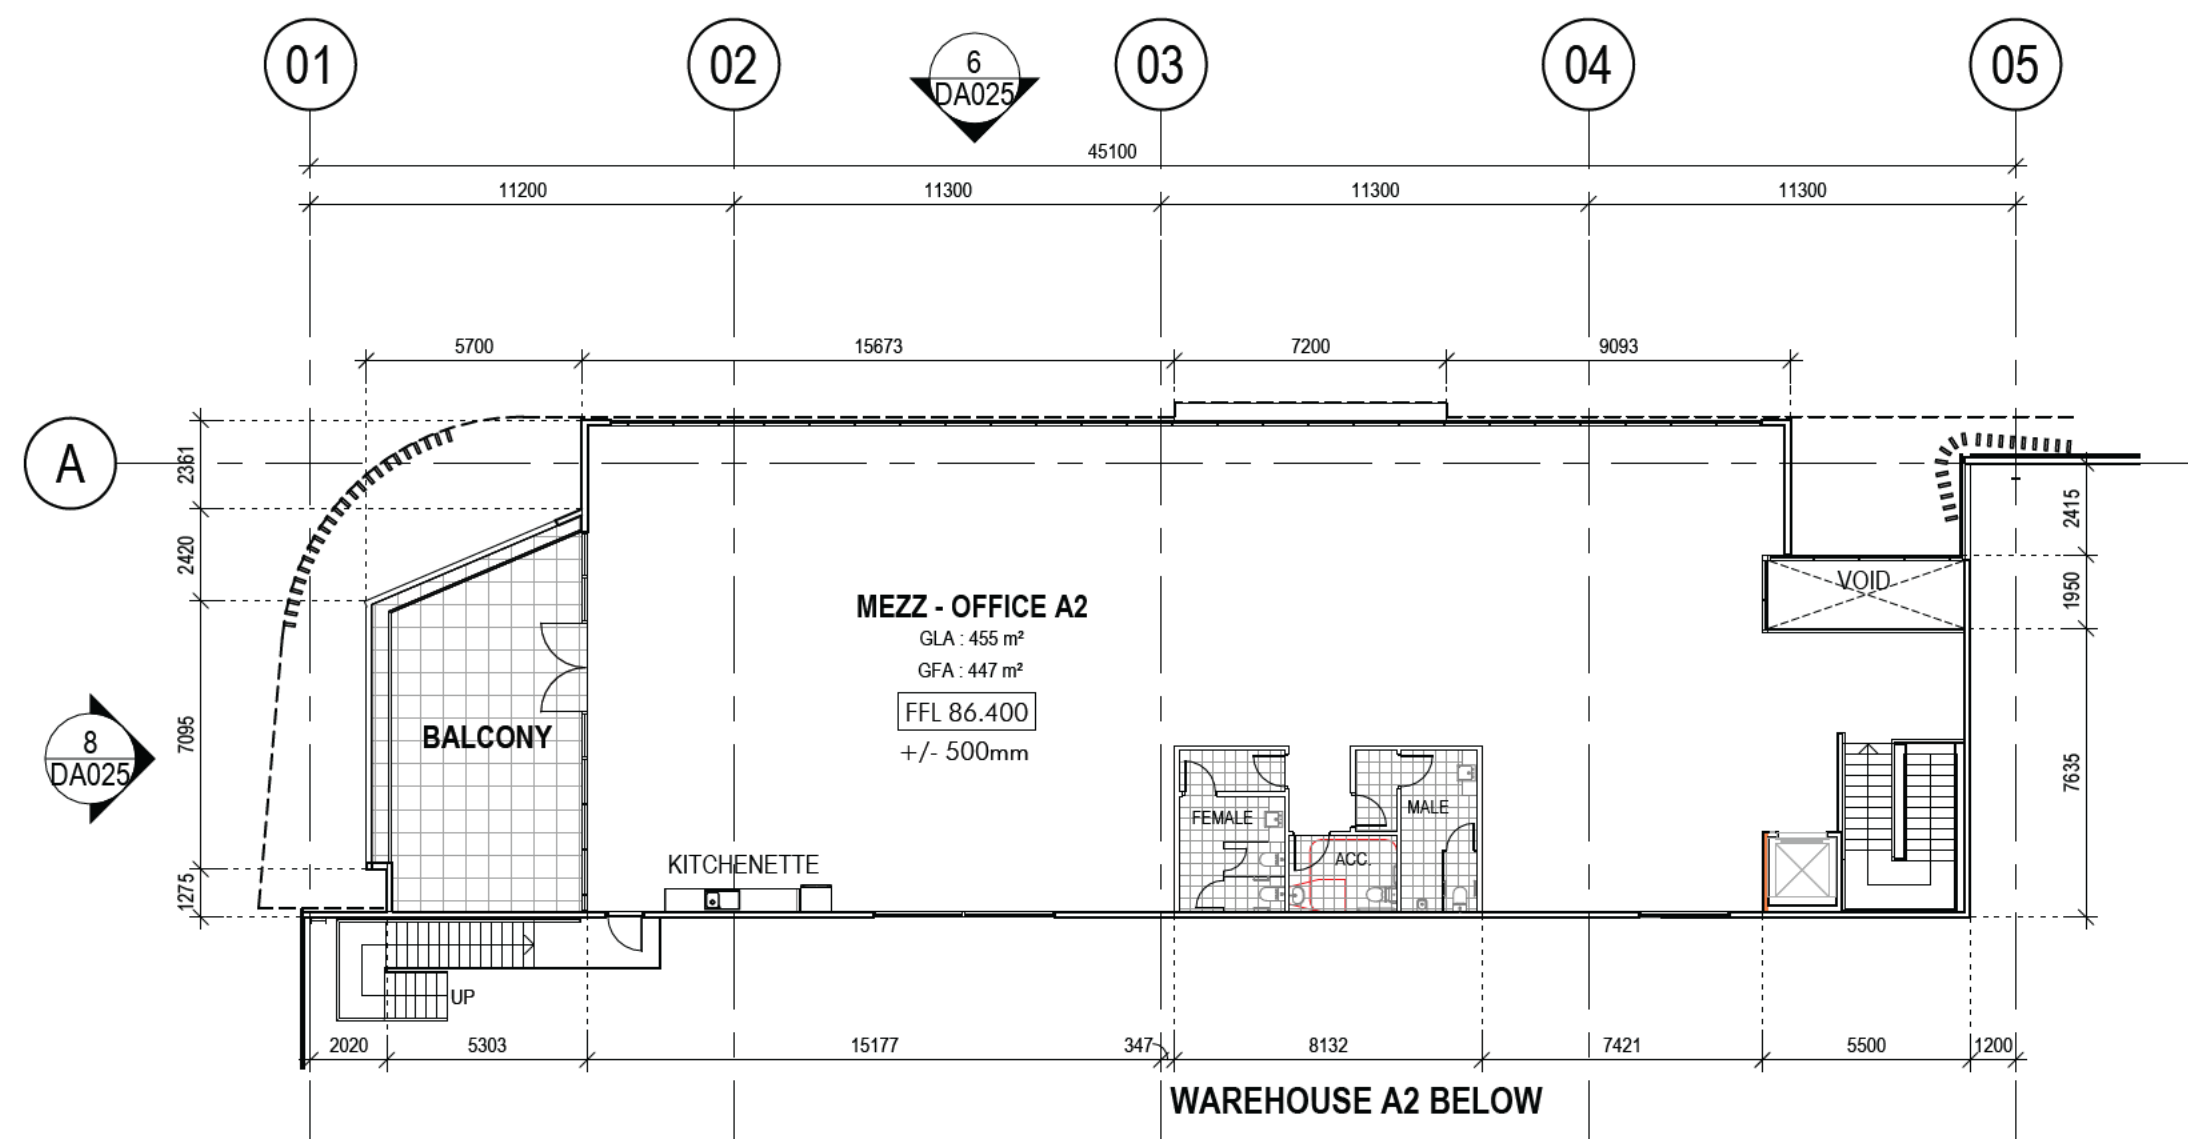 01
02
6
DA025
03
04
05
45100
11200
11300
11300
11300
5700
15673
7200
9093
A
2361
2420
7095
1275
2415
1950
7635
VOID
MEZZ - OFFICE A2
GLA : 455 m²
GFA : 447 m²
FFL 86.400
+/- 500mm
BALCONY
8
DA025
FEMALE
MALE
ACC.
KITCHENETTE
UP
2020
5303
15177
347
8132
7421
5500
1200
WAREHOUSE A2 BELOW